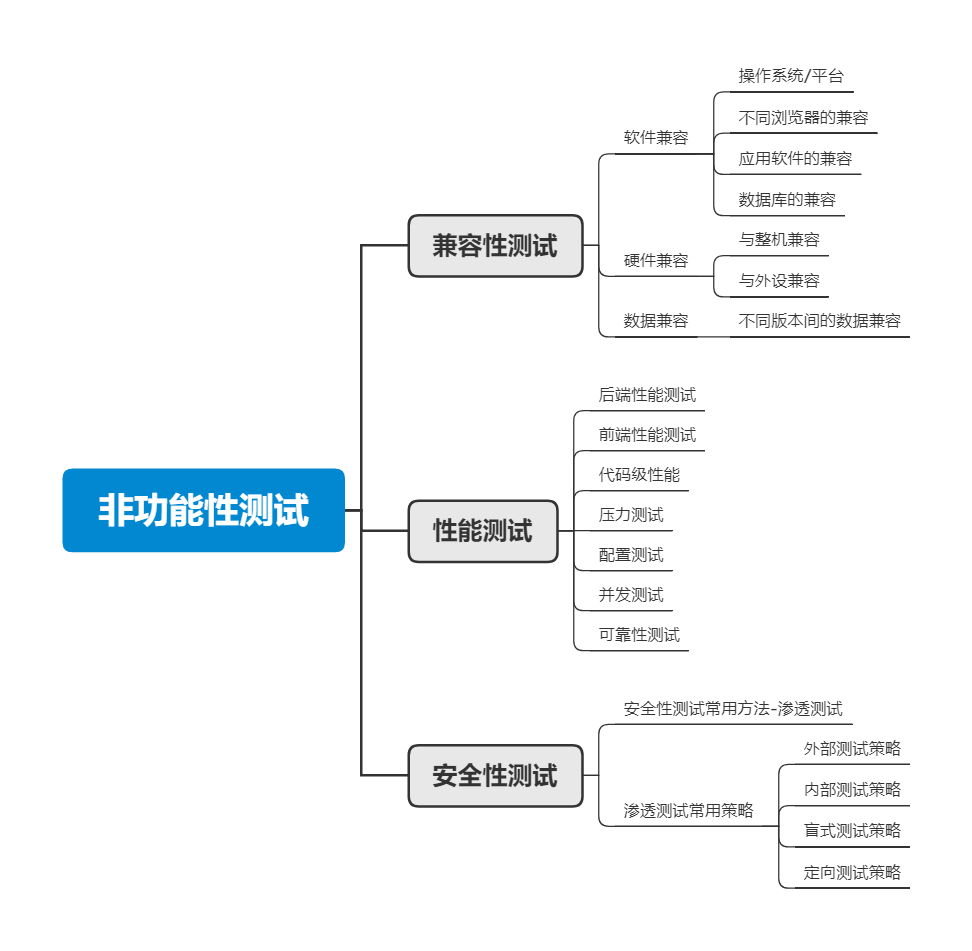 非功能性测试
兼容性测试
软件兼容
操作系统/平台
不同浏览器的兼容
应用软件的兼容
数据库的兼容
硬件兼容
与整机兼容
与外设兼容
数据兼容
不同版本间的数据兼容
性能测试
后端性能测试
前端性能测试
代码级性能
压力测试
配置测试
并发测试
可靠性测试
安全性测试
安全性测试常用方法-渗透测试
渗透测试常用策略
外部测试策略
内部测试策略
盲式测试策略
定向测试策略